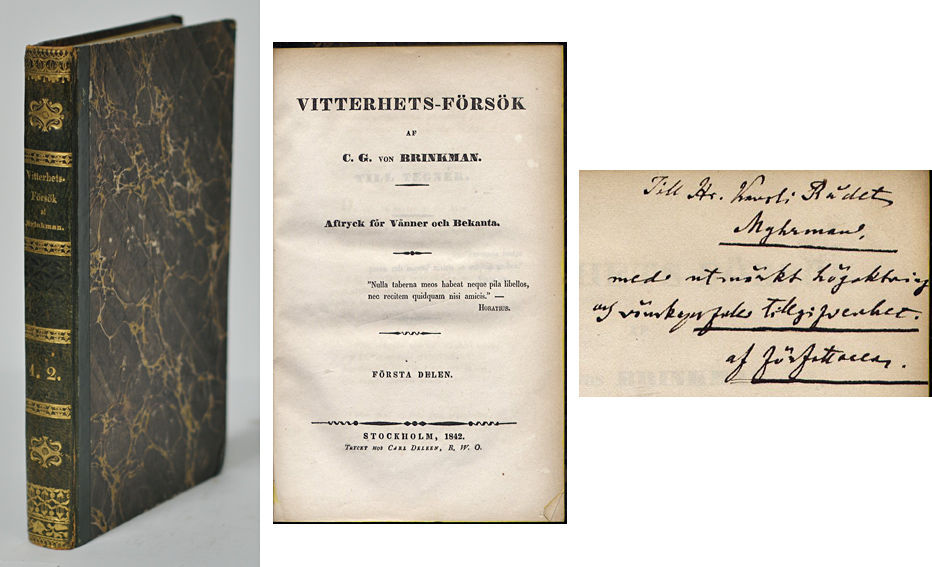 Vitterhets-
Försök
af
Brinkman.
1. 2.
VITTERHETS-FÖRSÖK
AF
C. G. VON BRINKMAN.
Aftryck för Vänner och Bekanta.
"Nulla taberna meos habeat neque pila libellos,
nec recitem quidquam nisi amicis." —
HORATIUS.
FÖRSTA DELEN.
STOCKHOLM, 1842.
TRYCKT HOS CARL DELEEN, R. W. O.
Till Hr. Kansli Rådet
Myhrman,
med utmärkt högaktning
och vänskapsfull tillgifvenhet.
af författaren.